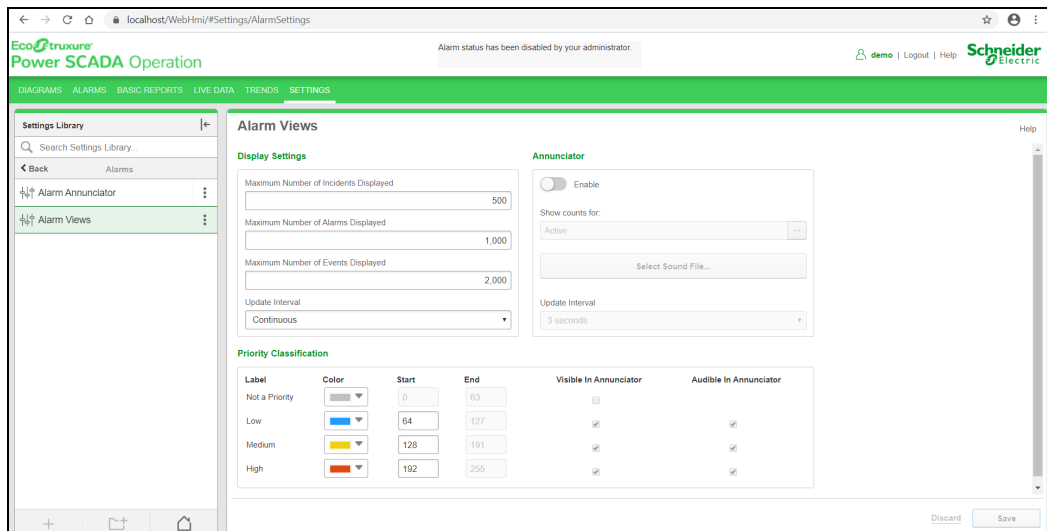 localhost/WebHmi/#Settings/AlarmSettings
EcoStruxure
Power SCADA Operation
Alarm status has been disabled by your administrator.
demo | Logout | Help
Schneider
Electric
DIAGRAMS ALARMS BASIC REPORTS LIVE DATA TRENDS SETTINGS
Settings Library
Search Settings Library...
Back Alarms
Alarm Annunciator
Alarm Views
Alarm Views
Help
Display Settings
Maximum Number of Incidents Displayed
500
Maximum Number of Alarms Displayed
1,000
Maximum Number of Events Displayed
2,000
Update Interval
Continuous
Annunciator
Enable
Show counts for:
Active ...
Select Sound File...
Update Interval
3 seconds
Priority Classification
Label Color Start End Visible In Annunciator Audible In Annunciator
Not a Priority 0 63
Low 64 127
Medium 128 191
High 192 255
Discard Save